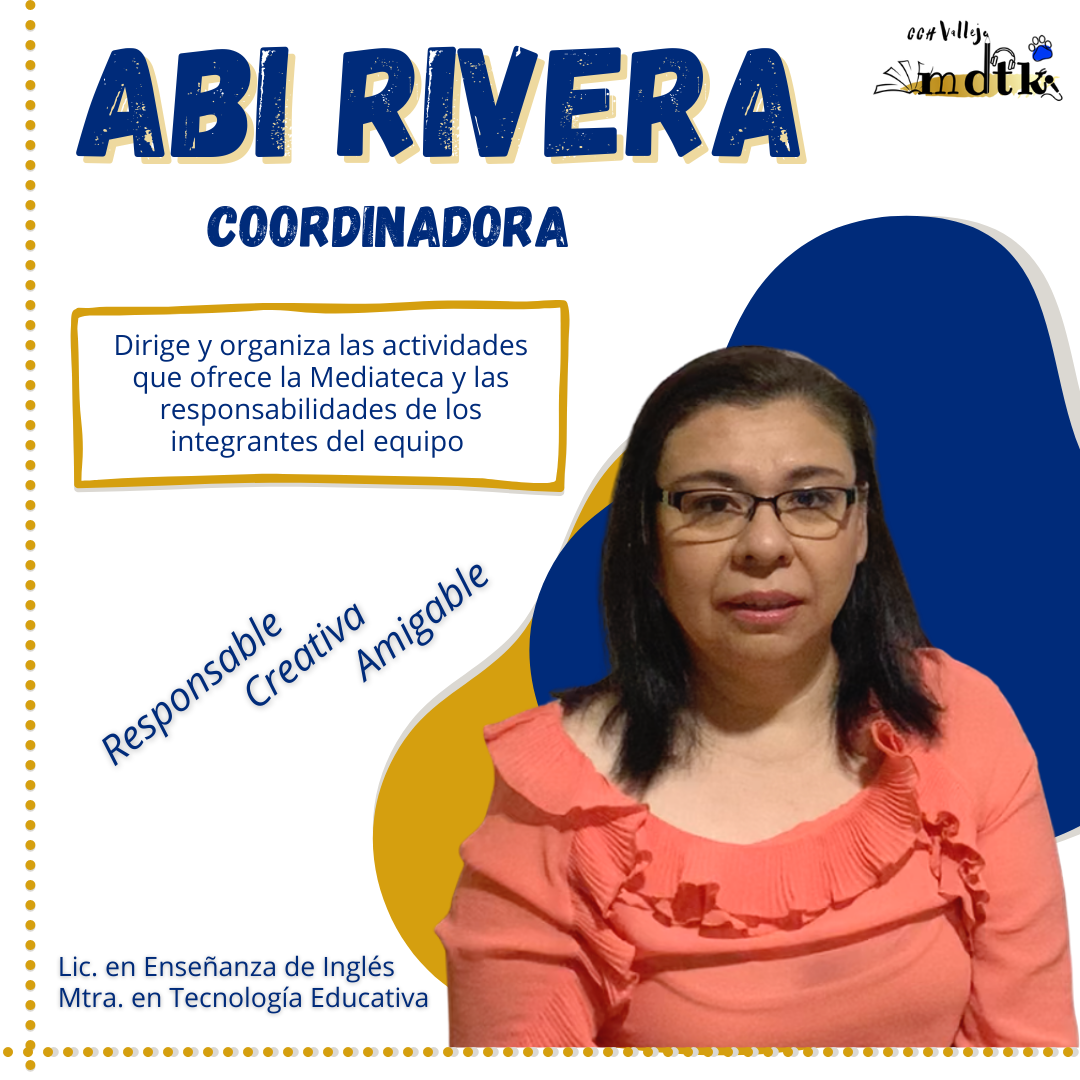 CCH Vallejo
mdtk
ABI RIVERA
COORDINADORA
Dirige y organiza las actividades
que ofrece la Mediateca y las
responsabilidades de los
integrantes del equipo
Responsable
Creativa
Amigable
Lic. en Enseñanza de Inglés
Mtra. en Tecnología Educativa